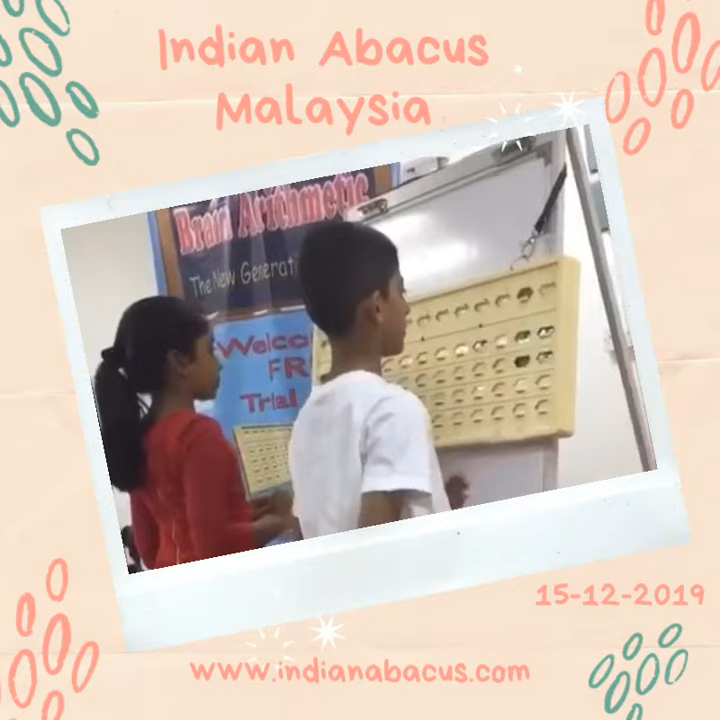 Indian Abacus
Malaysia
Brain Arithmetic
The New Generati
Welco
FR
Trial
15-12-2019
www.indianabacus.com